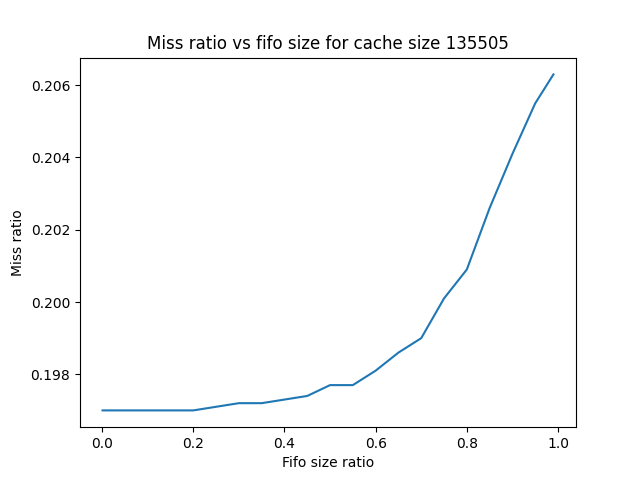 Miss ratio vs fifo size for cache size 135505
0.206
0.204
0.202
0.200
0.198
Miss ratio
0.0 0.2 0.4 0.6 0.8 1.0
Fifo size ratio